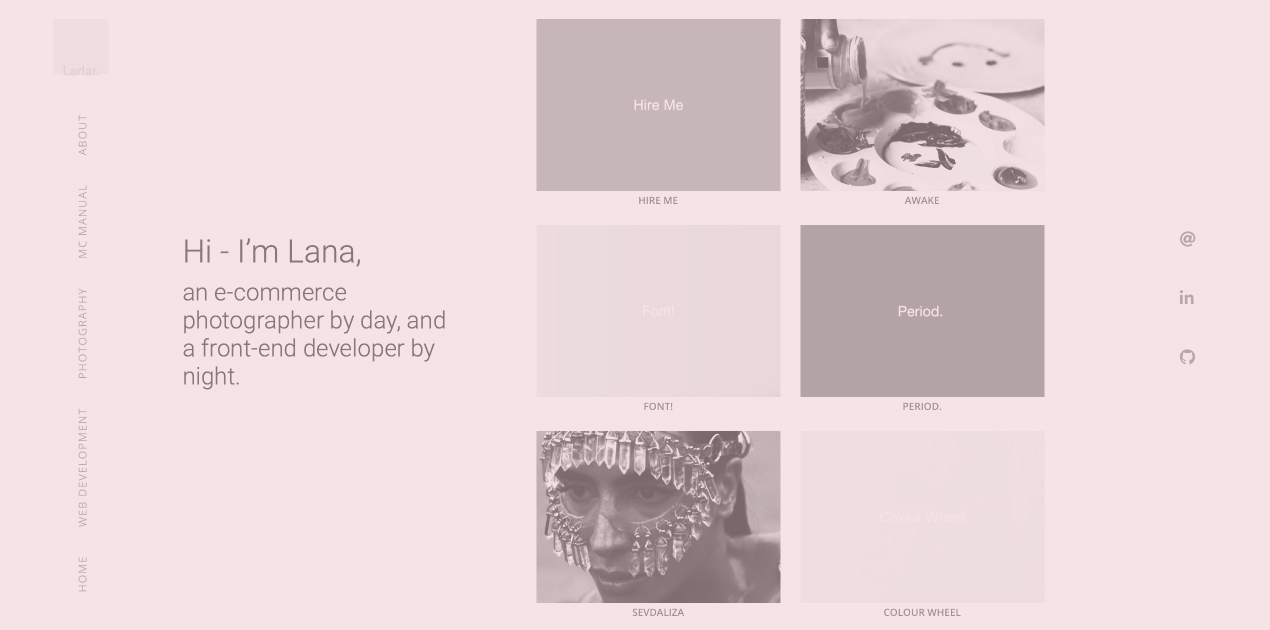 Larlar.
ABOUT
MC MANUAL
PHOTOGRAPHY
WEB DEVELOPMENT
HOME
Hi - I’m Lana,
an e-commerce
photographer by day, and
a front-end developer by
night.
Hire Me
HIRE ME
AWAKE
Font!
FONT!
Period.
PERIOD.
SEVDALIZA
Colour Wheel
COLOUR WHEEL
@
in